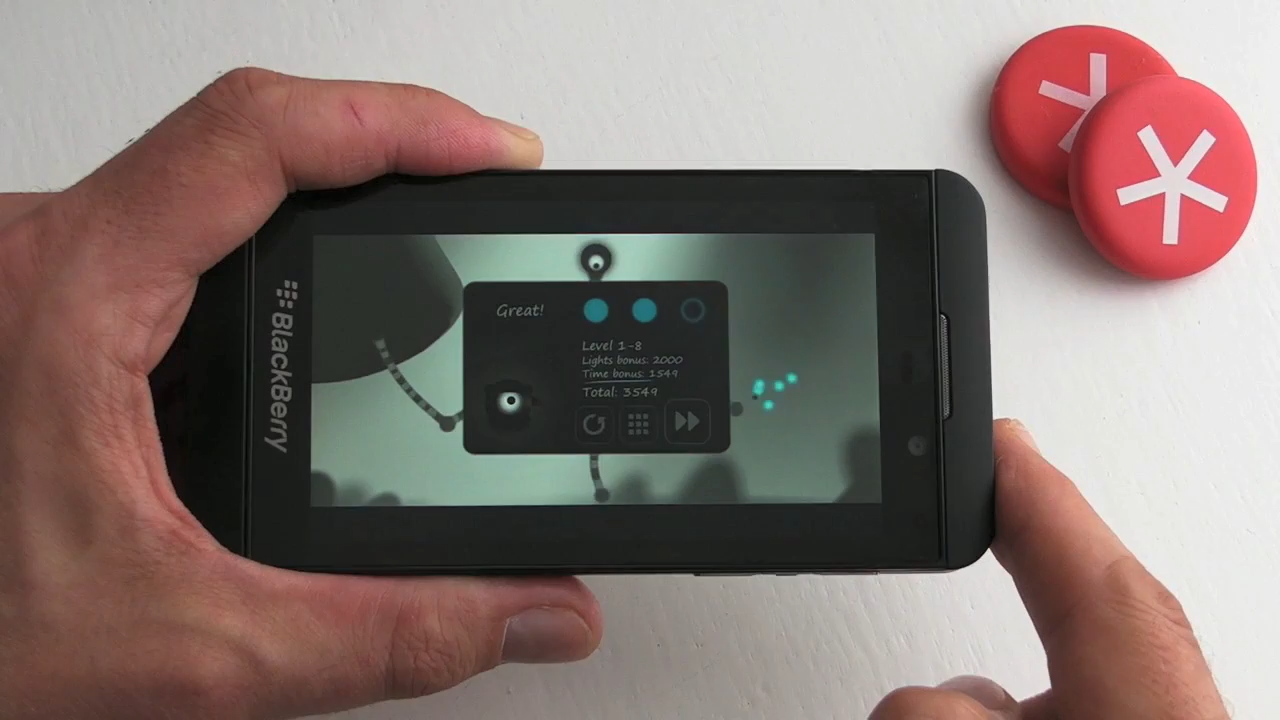 BlackBerry
Great!
Level 1-8
Lights bonus: 2000
Time bonus: 1549
Total: 3549